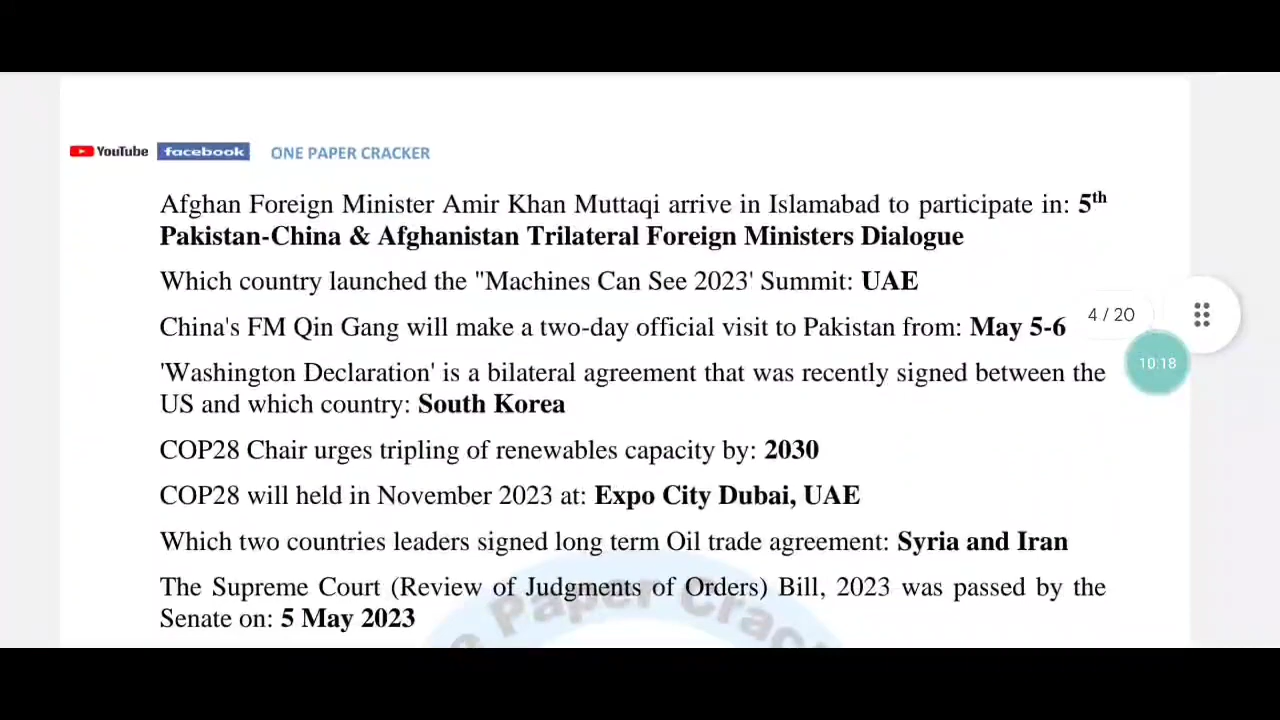 YouTube facebook ONE PAPER CRACKER
Afghan Foreign Minister Amir Khan Muttaqi arrive in Islamabad to participate in: 5th
Pakistan-China & Afghanistan Trilateral Foreign Ministers Dialogue
Which country launched the "Machines Can See 2023' Summit: UAE
China's FM Qin Gang will make a two-day official visit to Pakistan from: May 5-6
4 / 20
10:18
'Washington Declaration' is a bilateral agreement that was recently signed between the
US and which country: South Korea
COP28 Chair urges tripling of renewables capacity by: 2030
COP28 will held in November 2023 at: Expo City Dubai, UAE
Which two countries leaders signed long term Oil trade agreement: Syria and Iran
The Supreme Court (Review of Judgments of Orders) Bill, 2023 was passed by the
Senate on: 5 May 2023
Paper